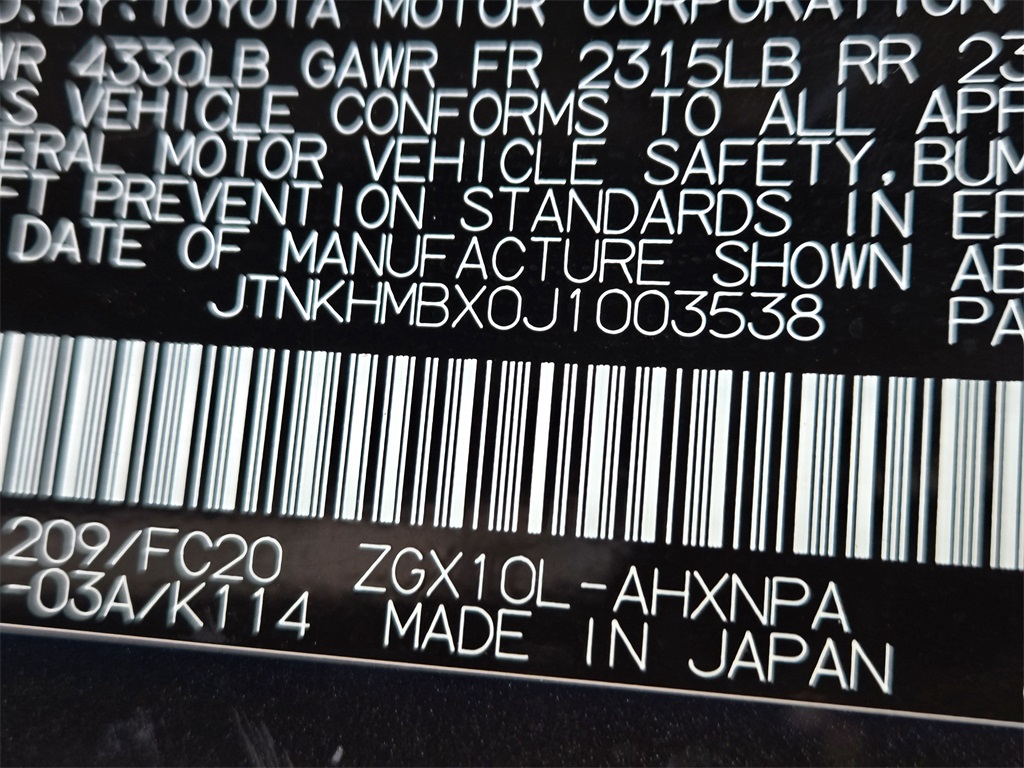 D.BY:TOYOTA MOTOR CORPORATION
WR 4330LB GAWR FR 2315LB RR 23
S VEHICLE CONFORMS TO ALL APP
ERAL MOTOR VEHICLE SAFETY, BUM
FT PREVENTION STANDARDS IN EF
DATE OF MANUFACTURE SHOWN AB
JTNKHMBX0J1003538 PA
209/FC20 ZGX10L-AHXNPA
-03A/K114 MADE IN JAPAN